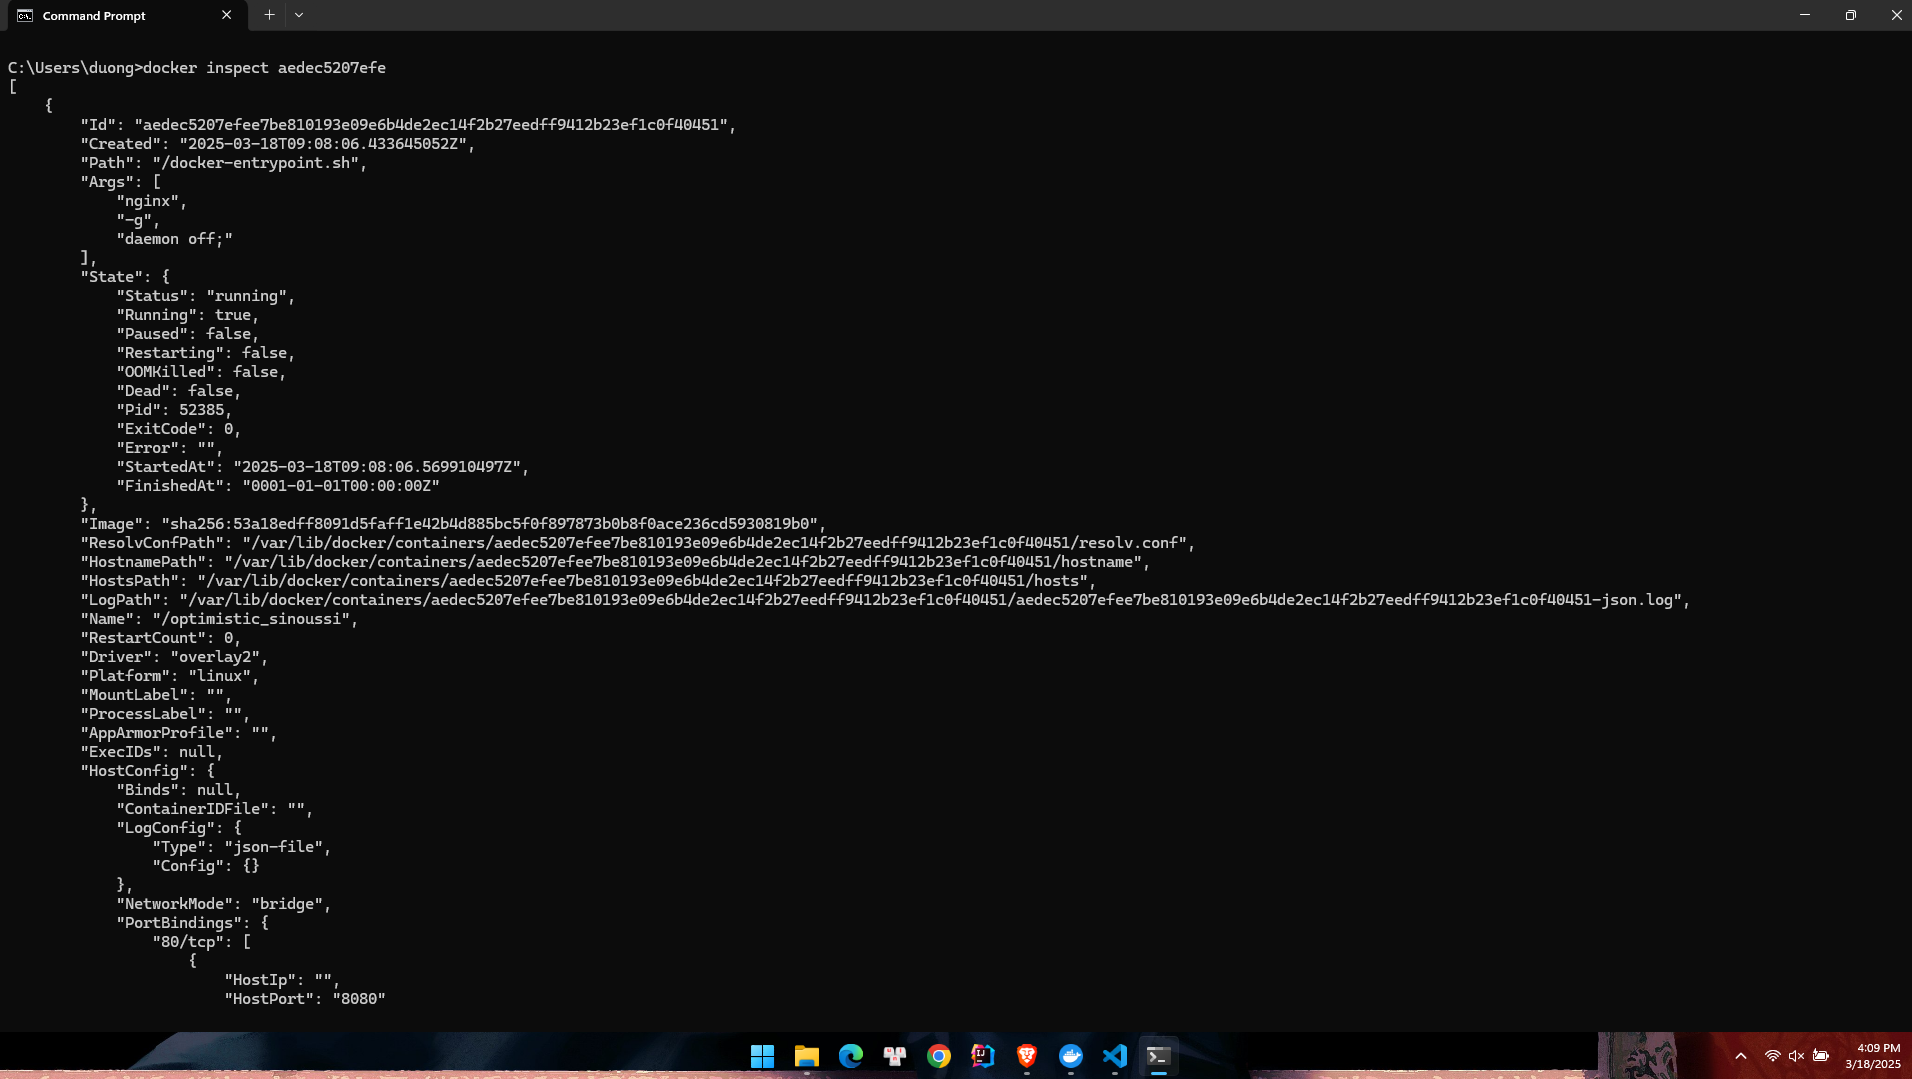 Command Prompt
C:\Users\duong>docker inspect aedec5207efe
[
    {
        "Id": "aedec5207efee7be810193e09e6b4de2ec14f2b27eedff9412b23ef1c0f40451",
        "Created": "2025-03-18T09:08:06.433645052Z",
        "Path": "/docker-entrypoint.sh",
        "Args": [
            "nginx",
            "-g",
            "daemon off;"
        ],
        "State": {
            "Status": "running",
            "Running": true,
            "Paused": false,
            "Restarting": false,
            "OOMKilled": false,
            "Dead": false,
            "Pid": 52385,
            "ExitCode": 0,
            "Error": "",
            "StartedAt": "2025-03-18T09:08:06.569910497Z",
            "FinishedAt": "0001-01-01T00:00:00Z"
        },
        "Image": "sha256:53a18edff8091d5faff1e42b4d885bc5f0f897873b0b8f0ace236cd5930819b0",
        "ResolvConfPath": "/var/lib/docker/containers/aedec5207efee7be810193e09e6b4de2ec14f2b27eedff9412b23ef1c0f40451/resolv.conf",
        "HostnamePath": "/var/lib/docker/containers/aedec5207efee7be810193e09e6b4de2ec14f2b27eedff9412b23ef1c0f40451/hostname",
        "HostsPath": "/var/lib/docker/containers/aedec5207efee7be810193e09e6b4de2ec14f2b27eedff9412b23ef1c0f40451/hosts",
        "LogPath": "/var/lib/docker/containers/aedec5207efee7be810193e09e6b4de2ec14f2b27eedff9412b23ef1c0f40451/aedec5207efee7be810193e09e6b4de2ec14f2b27eedff9412b23ef1c0f40451-json.log",
        "Name": "/optimistic_sinoussi",
        "RestartCount": 0,
        "Driver": "overlay2",
        "Platform": "linux",
        "MountLabel": "",
        "ProcessLabel": "",
        "AppArmorProfile": "",
        "ExecIDs": null,
        "HostConfig": {
            "Binds": null,
            "ContainerIDFile": "",
            "LogConfig": {
                "Type": "json-file",
                "Config": {}
            },
            "NetworkMode": "bridge",
            "PortBindings": {
                "80/tcp": [
                    {
                        "HostIp": "",
                        "HostPort": "8080"
4:09 PM
3/18/2025